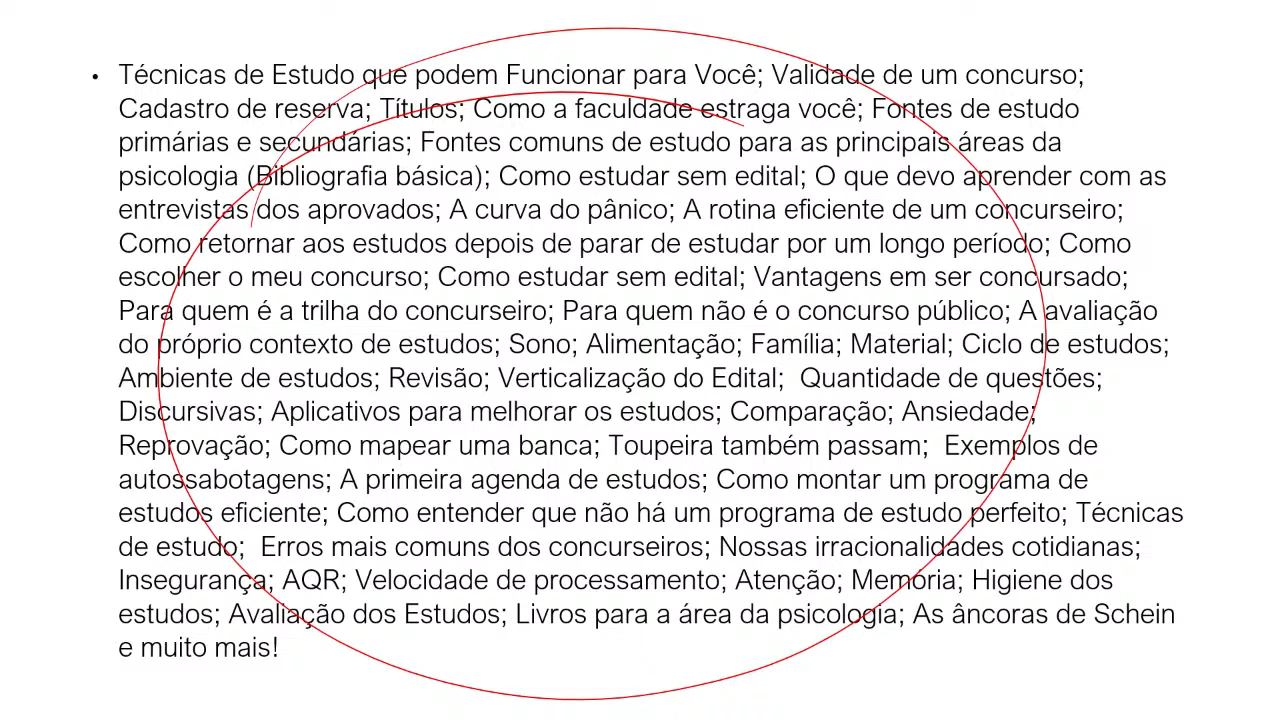 • Técnicas de Estudo que podem Funcionar para Você; Validade de um concurso;
Cadastro de reserva; Títulos; Como a faculdade estraga você; Fontes de estudo
primárias e secundárias; Fontes comuns de estudo para as principais áreas da
psicologia (Bibliografia básica); Como estudar sem edital; O que devo aprender com as
entrevistas dos aprovados; A curva do pânico; A rotina eficiente de um concurseiro;
Como retornar aos estudos depois de parar de estudar por um longo período; Como
escolher o meu concurso; Como estudar sem edital; Vantagens em ser concursado;
Para quem é a trilha do concurseiro; Para quem não é o concurso público; A avaliação
do próprio contexto de estudos; Sono; Alimentação; Família; Material; Ciclo de estudos;
Ambiente de estudos; Revisão; Verticalização do Edital;  Quantidade de questões;
Discursivas; Aplicativos para melhorar os estudos; Comparação; Ansiedade;
Reprovação; Como mapear uma banca; Toupeira também passam;  Exemplos de
autossabotagens; A primeira agenda de estudos; Como montar um programa de
estudos eficiente; Como entender que não há um programa de estudo perfeito; Técnicas
de estudo;  Erros mais comuns dos concurseiros; Nossas irracionalidades cotidianas;
Insegurança; AQR; Velocidade de processamento; Atenção; Memória; Higiene dos
estudos; Avaliação dos Estudos; Livros para a área da psicologia; As âncoras de Schein
e muito mais!